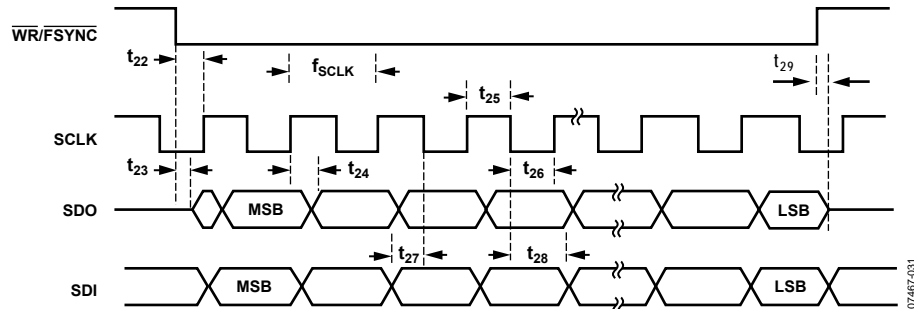 WR/FSYNC
t22
fSCLK
t25
t29
SCLK
t23
t24
t26
SDO
MSB
LSB
t27
t28
SDI
MSB
LSB
07467-031